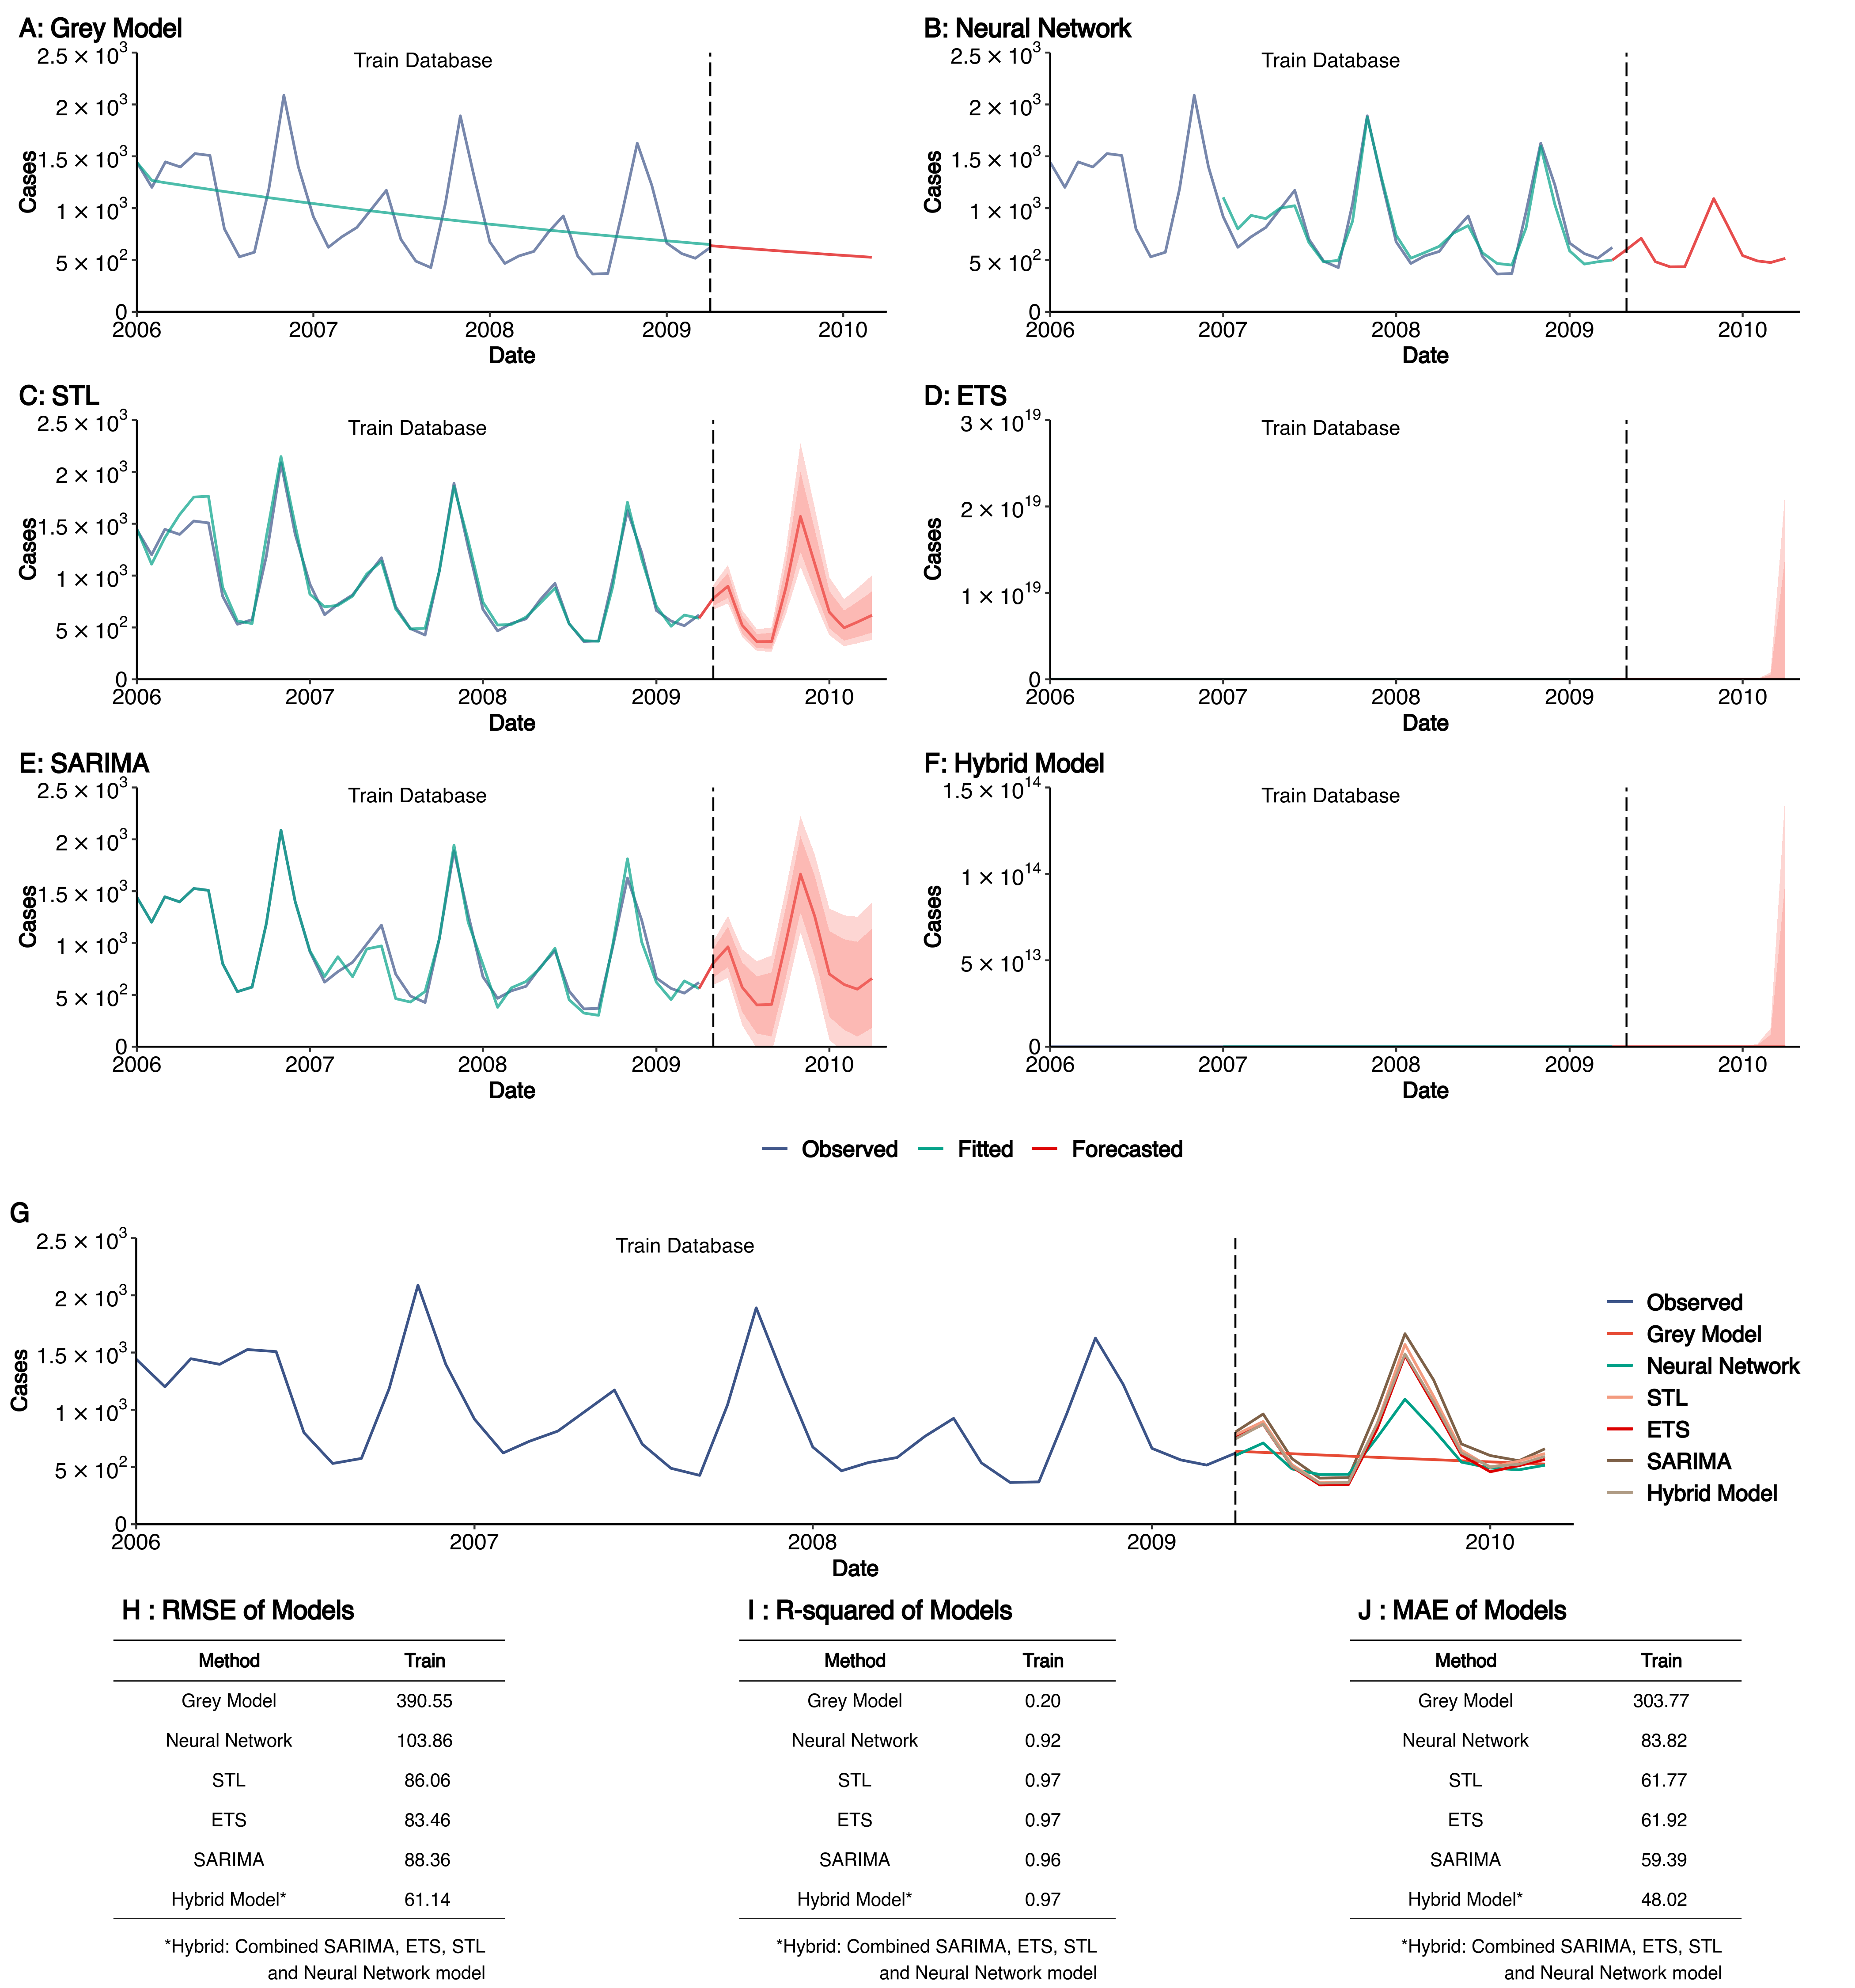 A: Grey Model
Train Database
2.5 × 10³
2 × 10³
1.5 × 10³
1 × 10³
5 × 10²
0
Cases
2006 2007 2008 2009 2010
Date
B: Neural Network
Train Database
2.5 × 10³
2 × 10³
1.5 × 10³
1 × 10³
5 × 10²
0
Cases
2006 2007 2008 2009 2010
Date
C: STL
Train Database
2.5 × 10³
2 × 10³
1.5 × 10³
1 × 10³
5 × 10²
0
Cases
2006 2007 2008 2009 2010
Date
D: ETS
Train Database
3 × 10¹⁹
2 × 10¹⁹
1 × 10¹⁹
0
Cases
2006 2007 2008 2009 2010
Date
E: SARIMA
Train Database
2.5 × 10³
2 × 10³
1.5 × 10³
1 × 10³
5 × 10²
0
Cases
2006 2007 2008 2009 2010
Date
F: Hybrid Model
Train Database
1.5 × 10¹⁴
1 × 10¹⁴
5 × 10¹³
0
Cases
2006 2007 2008 2009 2010
Date
Observed Fitted Forecasted
G
Train Database
2.5 × 10³
2 × 10³
1.5 × 10³
1 × 10³
5 × 10²
0
Cases
2006 2007 2008 2009 2010
Date
Observed
Grey Model
Neural Network
STL
ETS
SARIMA
Hybrid Model
H : RMSE of Models
Method Train
Grey Model 390.55
Neural Network 103.86
STL 86.06
ETS 83.46
SARIMA 88.36
Hybrid Model* 61.14
*Hybrid: Combined SARIMA, ETS, STL
and Neural Network model
I : R-squared of Models
Method Train
Grey Model 0.20
Neural Network 0.92
STL 0.97
ETS 0.97
SARIMA 0.96
Hybrid Model* 0.97
*Hybrid: Combined SARIMA, ETS, STL
and Neural Network model
J : MAE of Models
Method Train
Grey Model 303.77
Neural Network 83.82
STL 61.77
ETS 61.92
SARIMA 59.39
Hybrid Model* 48.02
*Hybrid: Combined SARIMA, ETS, STL
and Neural Network model